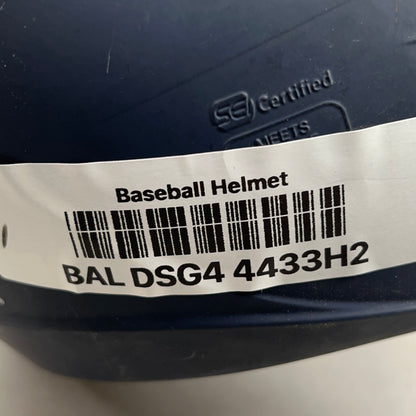 SEI Certified
MEETS
Baseball Helmet
BAL DSG4 4433H2